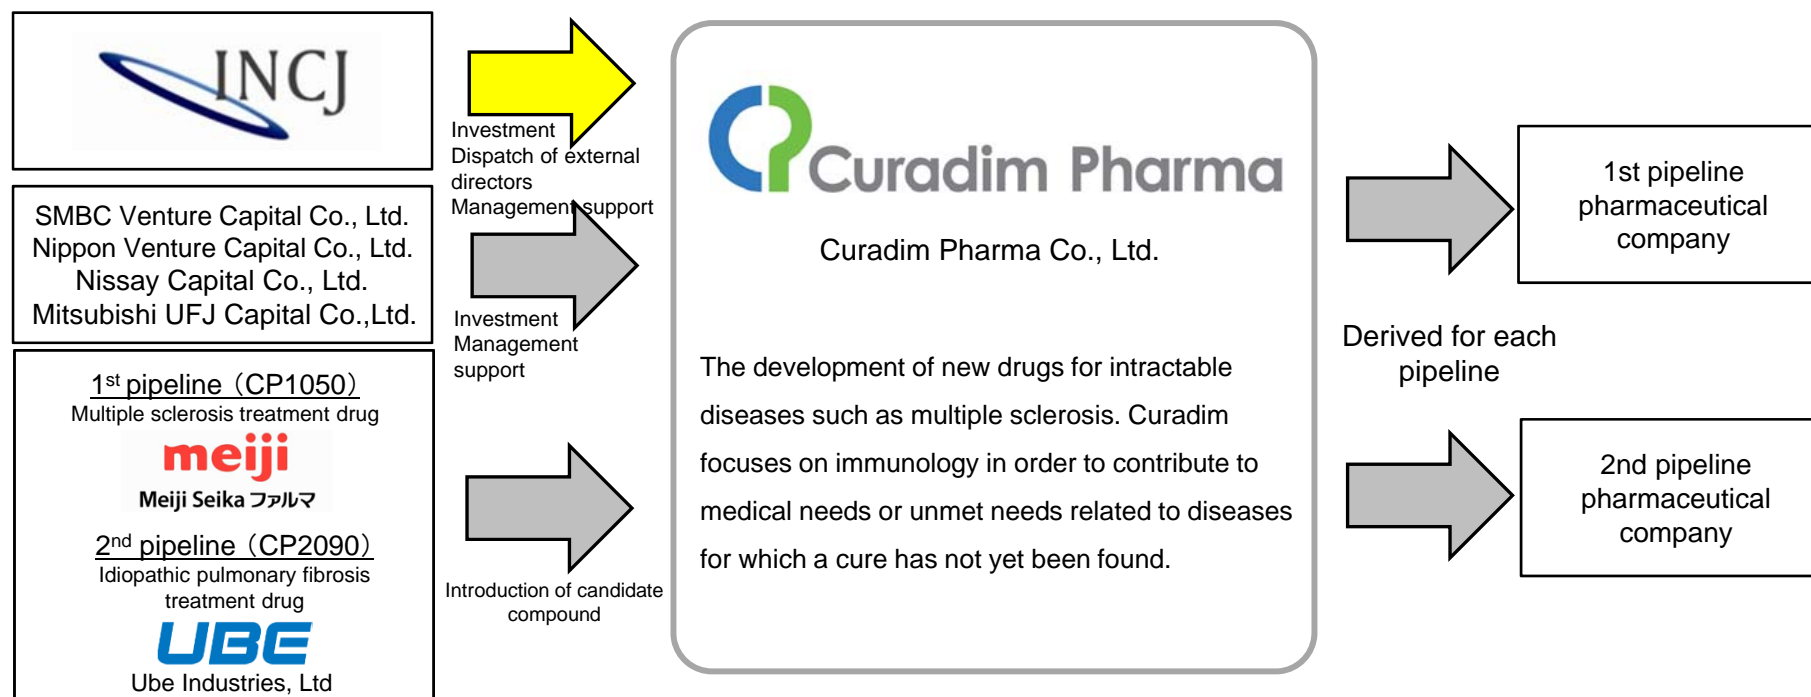 INCJ
SMBC Venture Capital Co., Ltd.
Nippon Venture Capital Co., Ltd.
Nissay Capital Co., Ltd.
Mitsubishi UFJ Capital Co.,Ltd.
1st pipeline（CP1050）
Multiple sclerosis treatment drug
meiji
Meiji Seika ファルマ
2nd pipeline（CP2090）
Idiopathic pulmonary fibrosis
treatment drug
UBE
Ube Industries, Ltd
Investment
Dispatch of external
directors
Management support
Investment
Management
support
Introduction of candidate
compound
CP Curadim Pharma
Curadim Pharma Co., Ltd.
The development of new drugs for intractable
diseases such as multiple sclerosis. Curadim
focuses on immunology in order to contribute to
medical needs or unmet needs related to diseases
for which a cure has not yet been found.
Derived for each
pipeline
1st pipeline
pharmaceutical
company
2nd pipeline
pharmaceutical
company